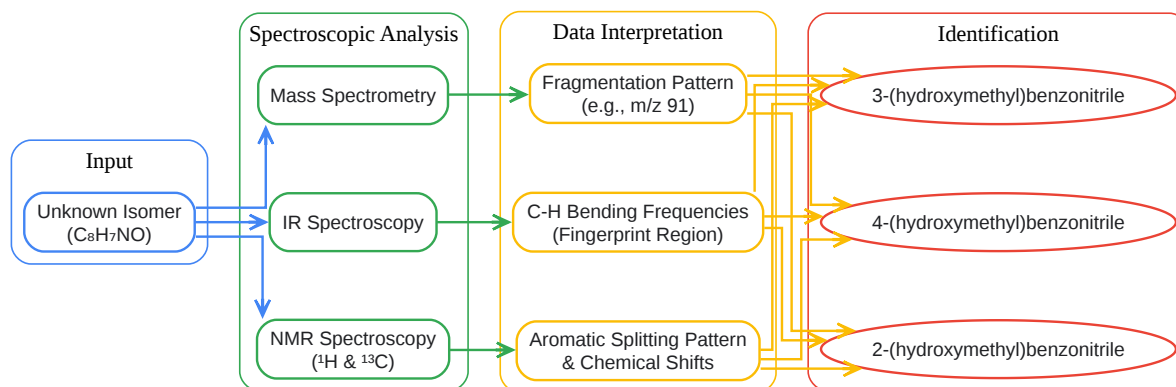 Spectroscopic Analysis
Data Interpretation
Identification
Mass Spectrometry
Fragmentation Pattern
(e.g., m/z 91)
3-(hydroxymethyl)benzonitrile
Input
Unknown Isomer
(C₈H₇NO)
IR Spectroscopy
C-H Bending Frequencies
(Fingerprint Region)
4-(hydroxymethyl)benzonitrile
NMR Spectroscopy
(¹H & ¹³C)
Aromatic Splitting Pattern
& Chemical Shifts
2-(hydroxymethyl)benzonitrile